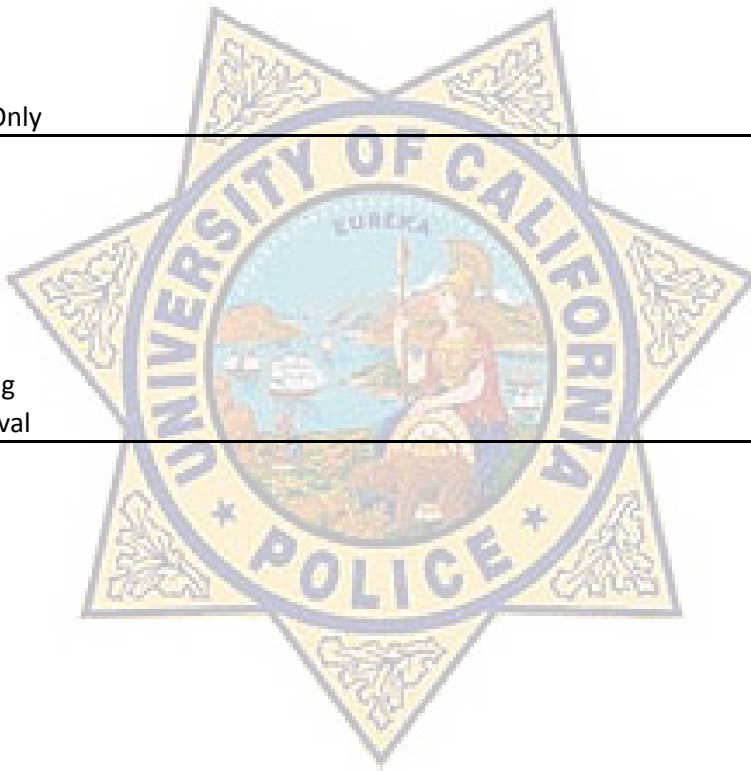 Only
UNIVERSITY OF CALIFORNIA
EUREKA
g
val
* POLICE *